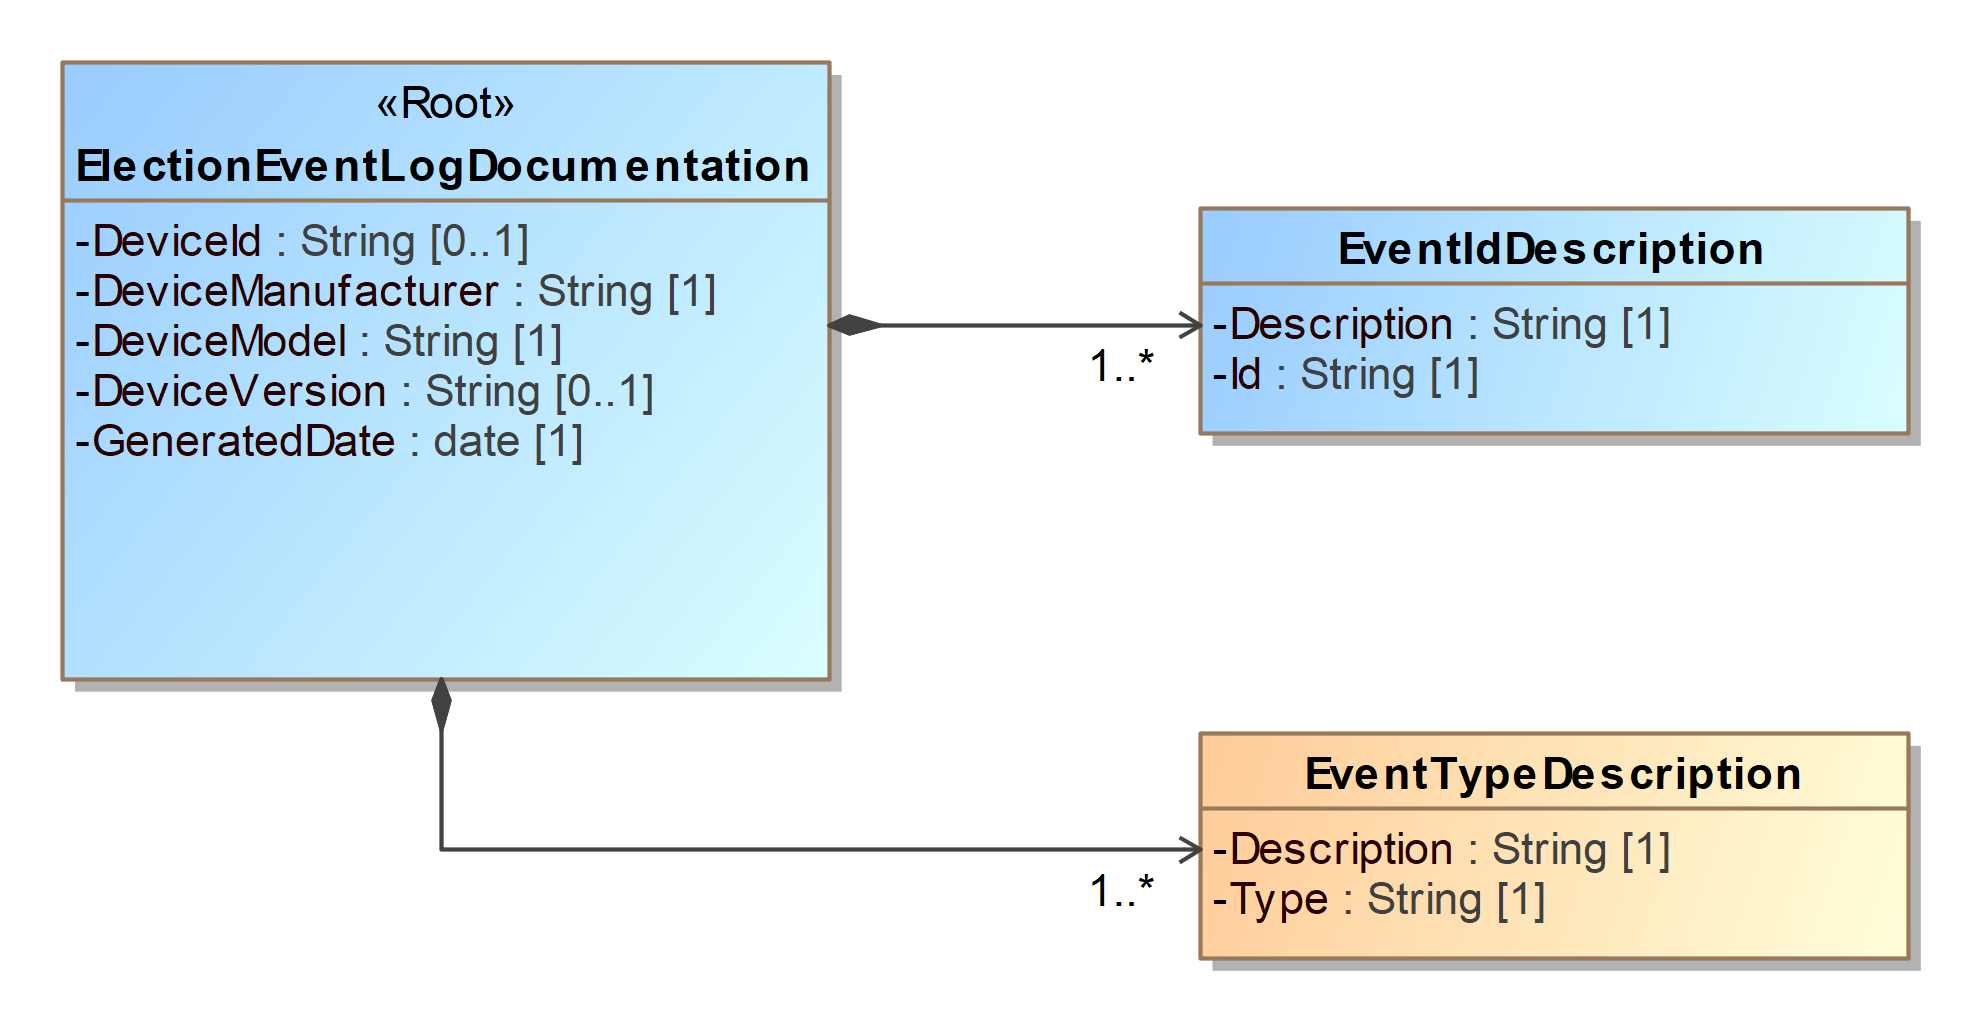 «Root»
ElectionEventLogDocumentation
-DeviceId : String [0..1]
-DeviceManufacturer : String [1]
-DeviceModel : String [1]
-DeviceVersion : String [0..1]
-GeneratedDate : date [1]
EventIdDescription
-Description : String [1]
-Id : String [1]
1..*
EventTypeDescription
-Description : String [1]
-Type : String [1]
1..*